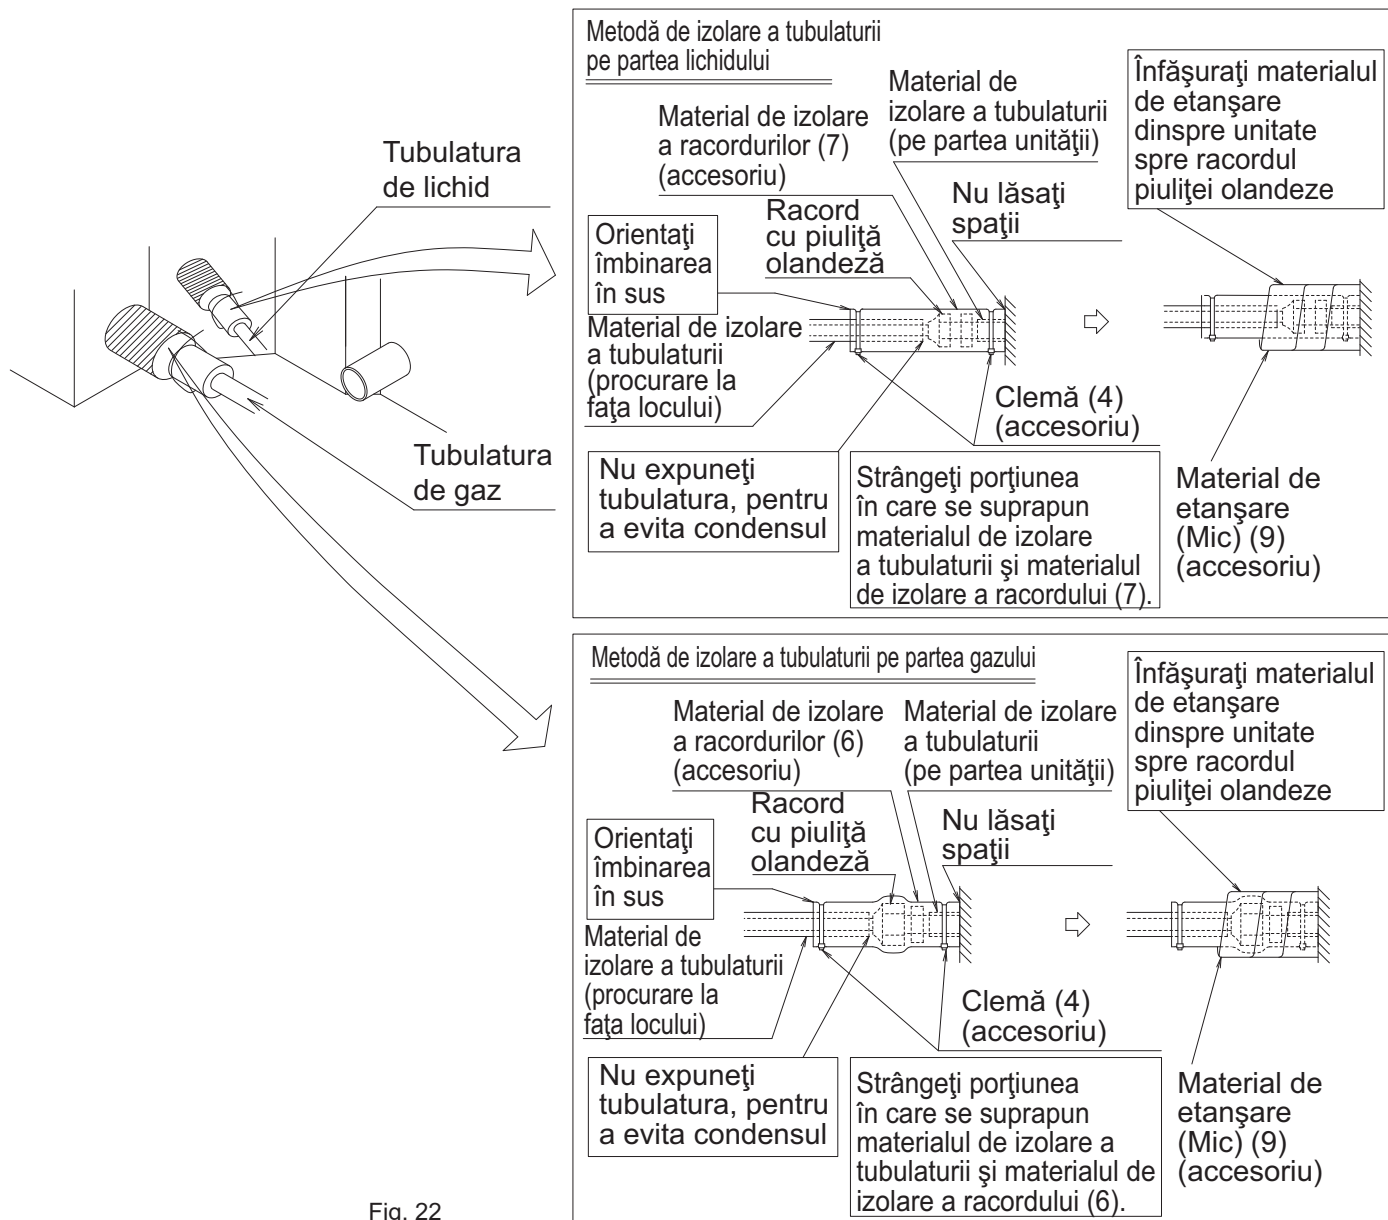 Tubulatura
de lichid
Tubulatura
de gaz
Metodă de izolare a tubulaturii
pe partea lichidului
Material de izolare
a racordurilor (7)
(accesoriu)
Material de
izolare a tubulaturii
(pe partea unităţii)
Înfăşuraţi materialul
de etanşare
dinspre unitate
spre racordul
piuliţei olandeze
Orientaţi
îmbinarea
în sus
Racord
cu piuliţă
olandeză
Nu lăsaţi
spaţii
Material de izolare
a tubulaturii
(procurare la
faţa locului)
Clemă (4)
(accesoriu)
Nu expuneţi
tubulatura, pentru
a evita condensul
Strângeţi porţiunea
în care se suprapun
materialul de izolare
a tubulaturii şi materialul
de izolare a racordului (7).
Material de
etanşare
(Mic) (9)
(accesoriu)
Metodă de izolare a tubulaturii pe partea gazului
Material de izolare
a racordurilor (6)
(accesoriu)
Material de izolare
a tubulaturii
(pe partea unităţii)
Înfăşuraţi materialul
de etanşare
dinspre unitate
spre racordul
piuliţei olandeze
Orientaţi
îmbinarea
în sus
Racord
cu piuliţă
olandeză
Nu lăsaţi
spaţii
Material de
izolare a tubulaturii
(procurare la
faţa locului)
Clemă (4)
(accesoriu)
Nu expuneţi
tubulatura, pentru
a evita condensul
Strângeţi porţiunea
în care se suprapun
materialul de izolare a
tubulaturii şi materialul de
izolare a racordului (6).
Material de
etanşare
(Mic) (9)
(accesoriu)
Fig. 22